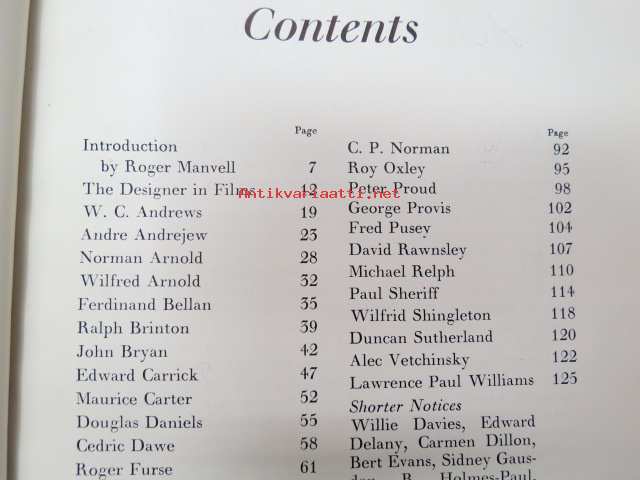 Contents
Page
Introduction
by Roger Manvell 7
The Designer in Films 12
W. C. Andrews 19
Andre Andrejew 23
Norman Arnold 28
Wilfred Arnold 32
Ferdinand Bellan 35
Ralph Brinton 39
John Bryan 42
Edward Carrick 47
Maurice Carter 52
Douglas Daniels 55
Cedric Dawe 58
Roger Furse 61
Page
C. P. Norman 92
Roy Oxley 95
Peter Proud 98
George Provis 102
Fred Pusey 104
David Rawnsley 107
Michael Relph 110
Paul Sheriff 114
Wilfrid Shingleton 118
Duncan Sutherland 120
Alec Vetchinsky 122
Lawrence Paul Williams 125
Shorter Notices
Willie Davies, Edward
Delany, Carmen Dillon,
Bert Evans, Sidney Gaus-
den, R. Holmes-Paul,
Antikvariaatti.net